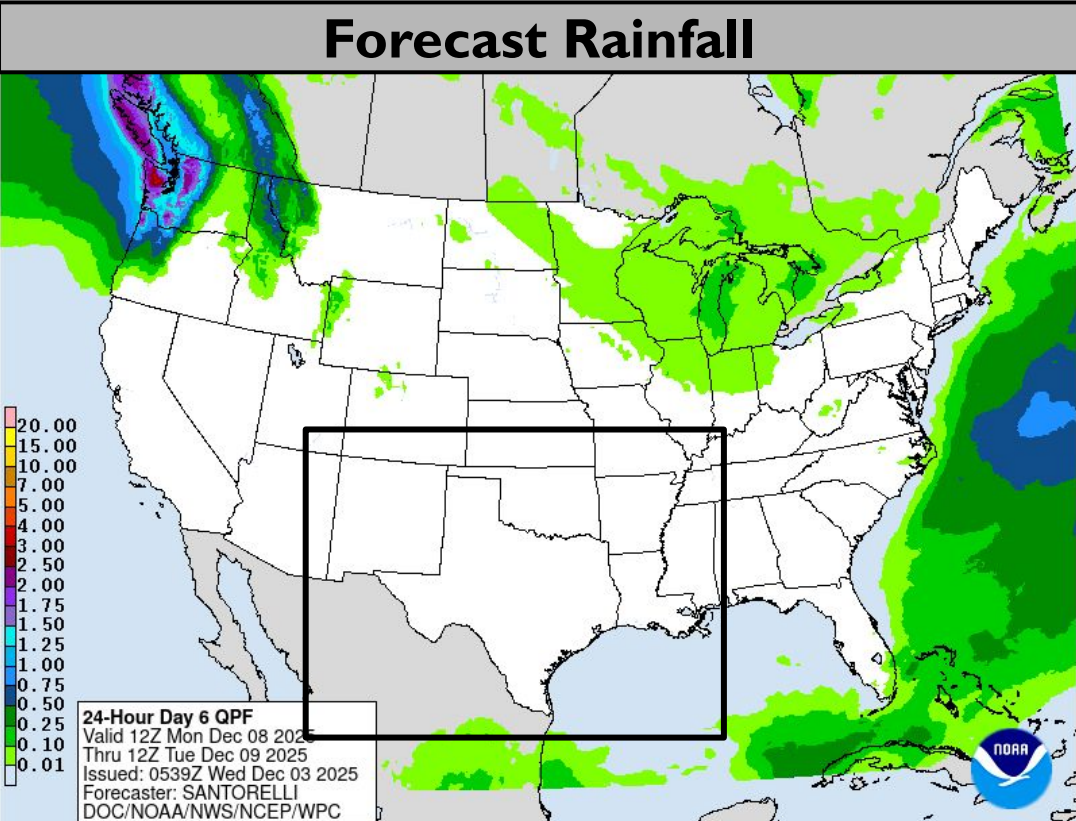 Forecast Rainfall
20.00
15.00
10.00
7.00
5.00
4.00
3.00
2.50
2.00
1.75
1.50
1.25
1.00
0.75
0.50
0.25
0.10
0.01
24-Hour Day 6 QPF
Valid 12Z Mon Dec 08 2025
Thru 12Z Tue Dec 09 2025
Issued: 0539Z Wed Dec 03 2025
Forecaster: SANTORELLI
DOC/NOAA/NWS/NCEP/WPC
NOAA